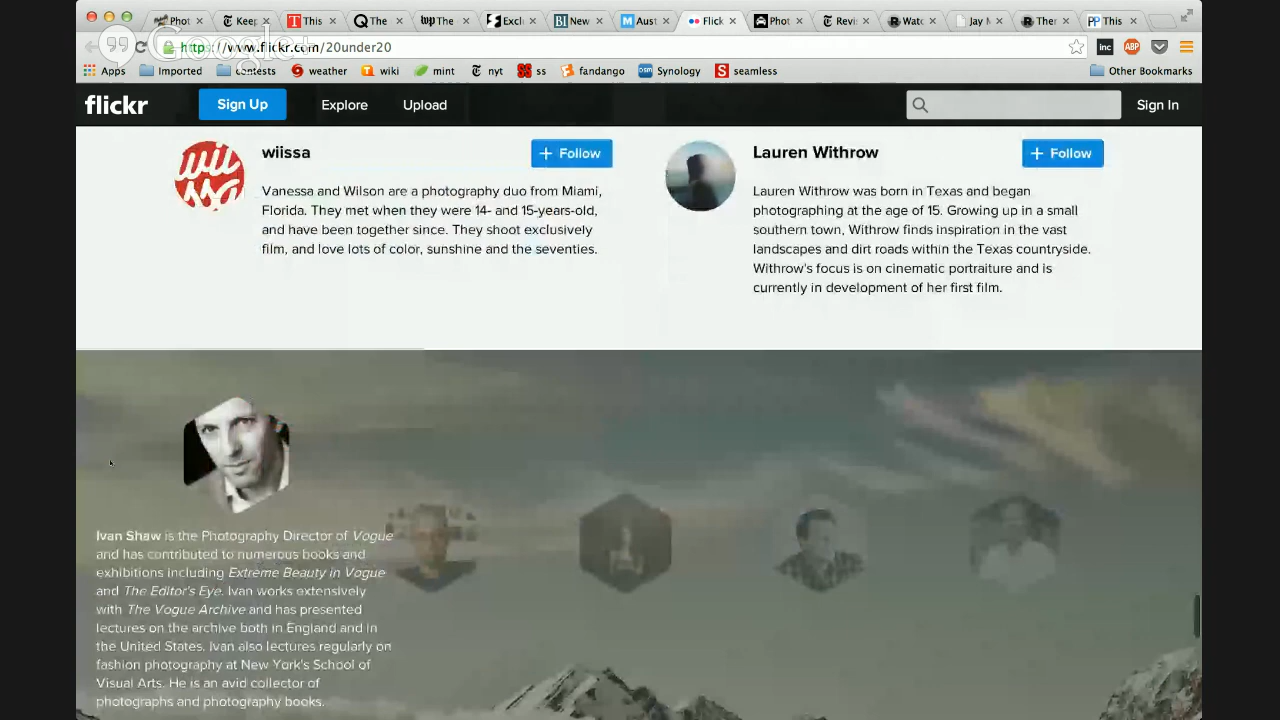 Phot
Keep
This
The
The
Excl
New
Aust
Flick
Phot
Revi
Wate
Jay M
The
This
Google+
https://www.flickr.com/20under20
inc
ABP
Apps
Imported
contests
weather
wiki
mint
nyt
ss
fandango
Synology
seamless
Other Bookmarks
flickr
Sign Up
Explore
Upload
Sign In
wiissa
+ Follow
Vanessa and Wilson are a photography duo from Miami,
Florida. They met when they were 14- and 15-years-old,
and have been together since. They shoot exclusively
film, and love lots of color, sunshine and the seventies.
Lauren Withrow
+ Follow
Lauren Withrow was born in Texas and began
photographing at the age of 15. Growing up in a small
southern town, Withrow finds inspiration in the vast
landscapes and dirt roads within the Texas countryside.
Withrow's focus is on cinematic portraiture and is
currently in development of her first film.
Ivan Shaw is the Photography Director of Vogue
and has contributed to numerous books and
exhibitions including Extreme Beauty in Vogue
and The Editor's Eye. Ivan works extensively
with The Vogue Archive and has presented
lectures on the archive both in England and in
the United States. Ivan also lectures regularly on
fashion photography at New York's School of
Visual Arts. He is an avid collector of
photographs and photography books.